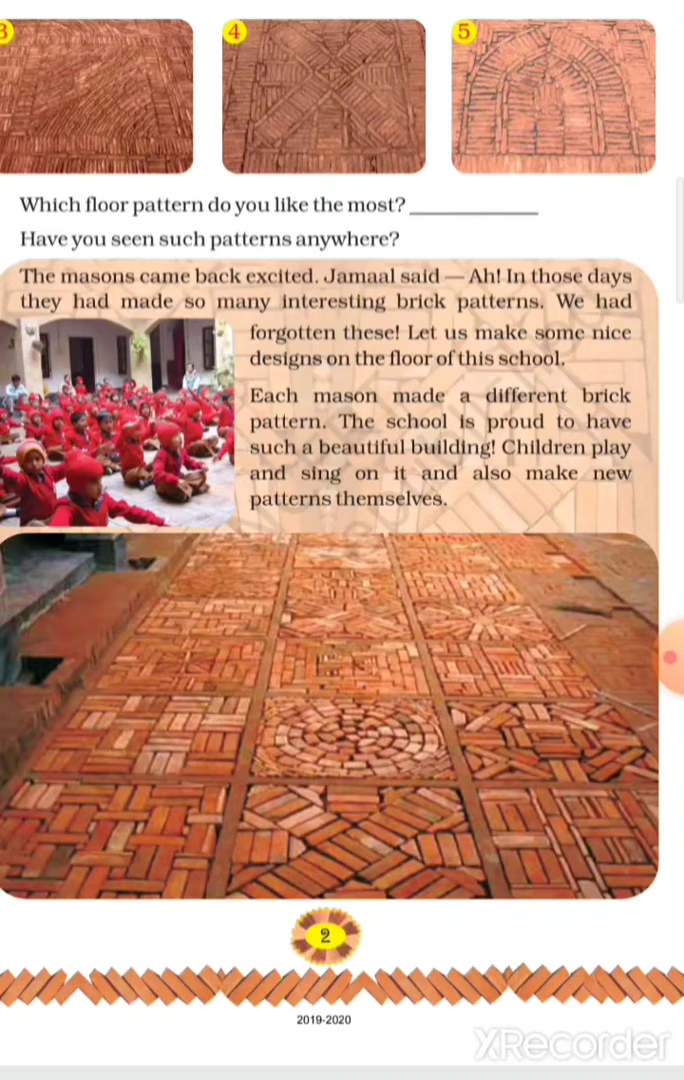 3
4
5
Which floor pattern do you like the most?____________
Have you seen such patterns anywhere?
The masons came back excited. Jamaal said — Ah! In those days
they had made so many interesting brick patterns. We had
forgotten these! Let us make some nice
designs on the floor of this school.
Each mason made a different brick
pattern. The school is proud to have
such a beautiful building! Children play
and sing on it and also make new
patterns themselves.
2
2019-2020
XRecorder